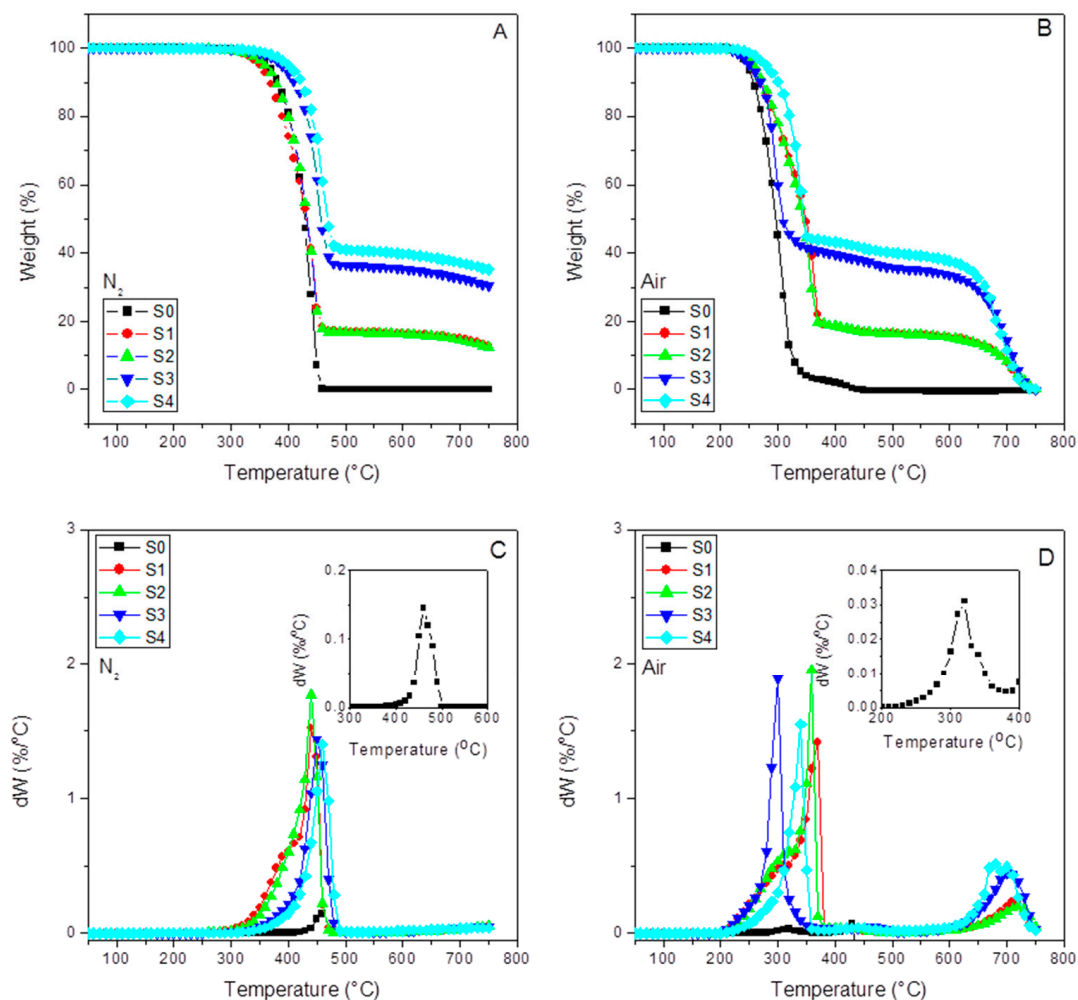 A
100
80
60
40
20
0
Weight (%)
N2
S0
S1
S2
S3
S4
100 200 300 400 500 600 700 800
Temperature (°C)
B
100
80
60
40
20
0
Weight (%)
Air
S0
S1
S2
S3
S4
100 200 300 400 500 600 700 800
Temperature (°C)
C
3
2
1
0
dW (%/°C)
S0
S1
S2
S3
S4
N2
0.2
0.1
0.0
dW (%/°C)
300 400 500 600
Temperature (°C)
100 200 300 400 500 600 700 800
Temperature (°C)
D
3
2
1
0
dW (%/°C)
S0
S1
S2
S3
S4
Air
0.04
0.03
0.02
0.01
0.00
dW (%/°C)
200 300 400
Temperature (°C)
100 200 300 400 500 600 700 800
Temperature (°C)